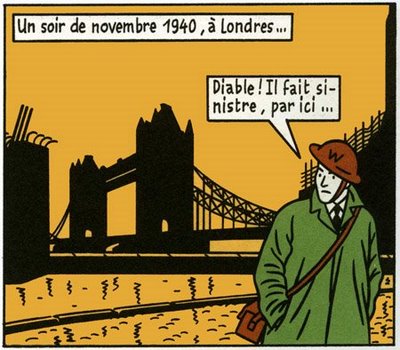 Un soir de novembre 1940, à Londres...
Diable! Il fait si-
nistre, par ici...
W